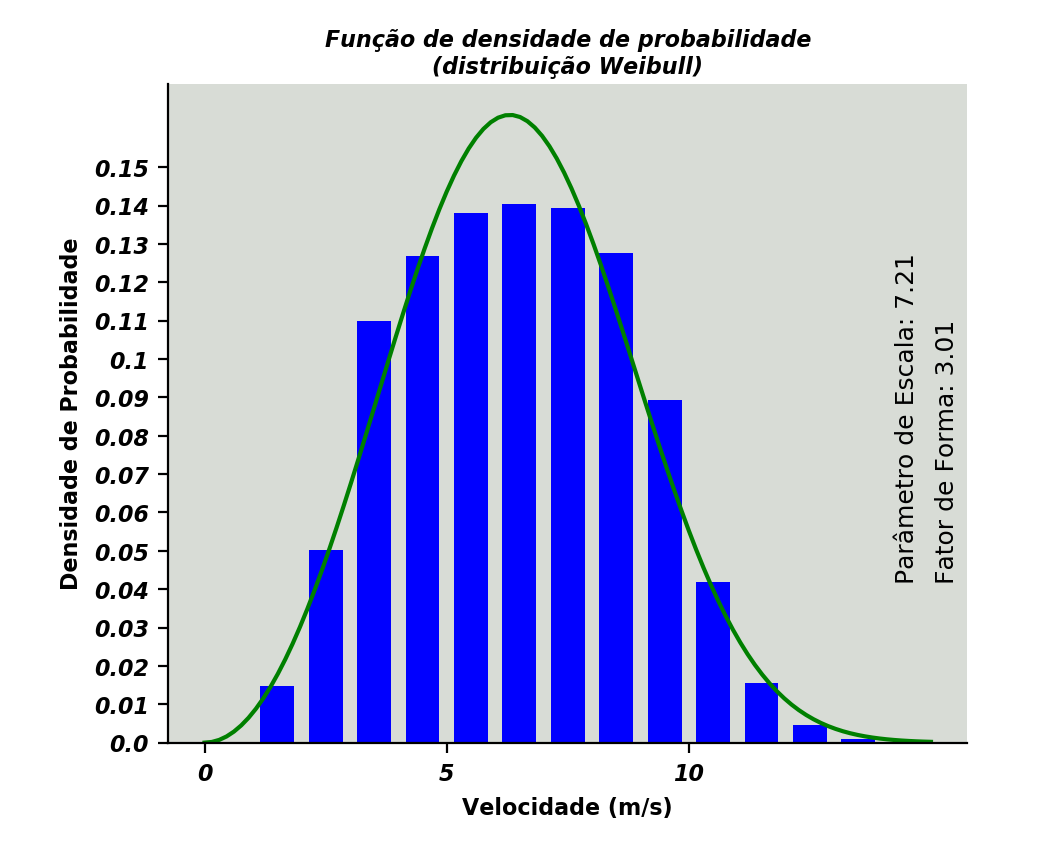 Função de densidade de probabilidade
(distribuição Weibull)
Densidade de Probabilidade
0.15
0.14
0.13
0.12
0.11
0.1
0.09
0.08
0.07
0.06
0.05
0.04
0.03
0.02
0.01
0.0
Parâmetro de Escala: 7.21
Fator de Forma: 3.01
0 5 10
Velocidade (m/s)